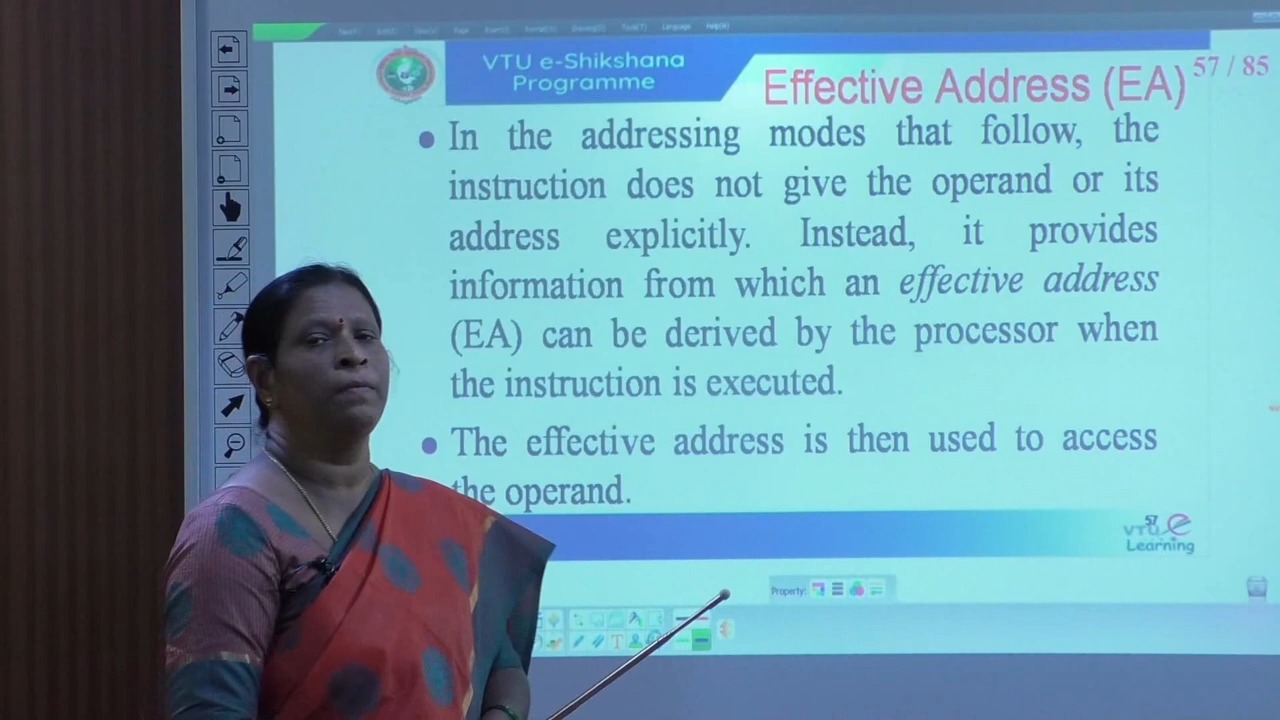 VTU e-Shikshana
Programme
Effective Address (EA)
57 / 85
• In the addressing modes that follow, the
instruction does not give the operand or its
address explicitly. Instead, it provides
information from which an effective address
(EA) can be derived by the processor when
the instruction is executed.
• The effective address is then used to access
the operand.
57
VTU e
Learning
Property: